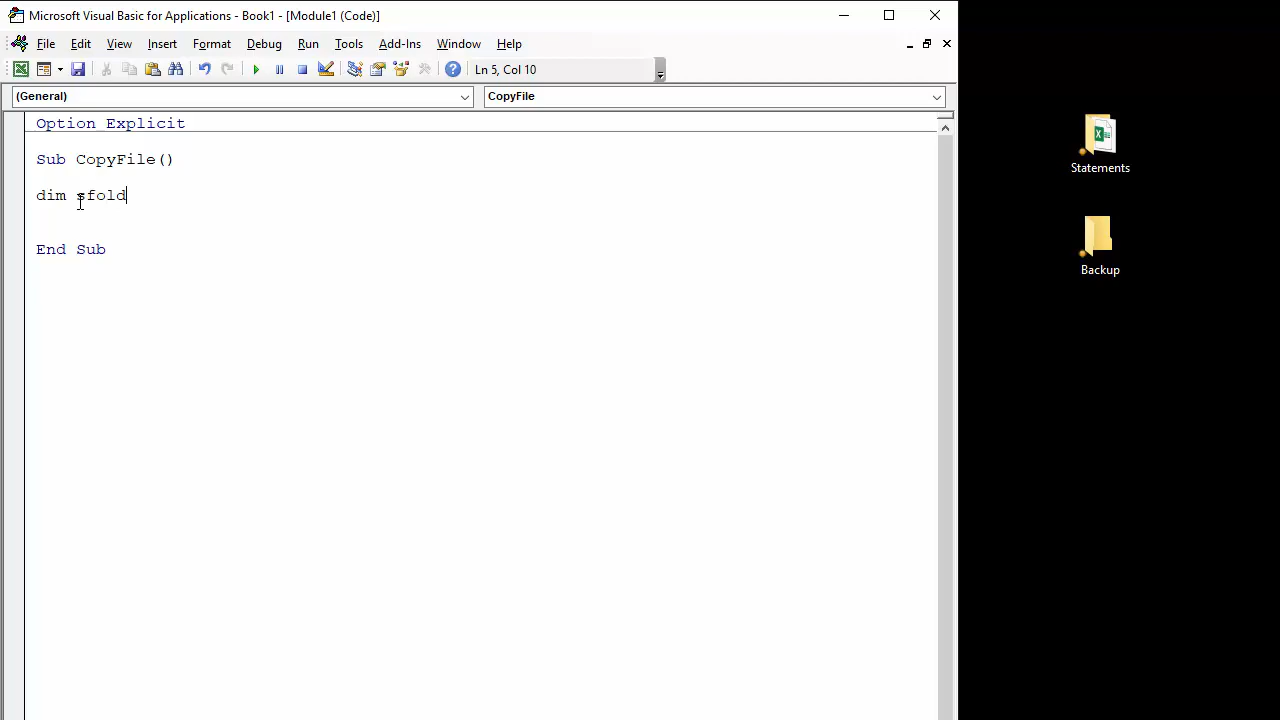 Microsoft Visual Basic for Applications - Book1 - [Module1 (Code)]
File Edit View Insert Format Debug Run Tools Add-Ins Window Help
Ln 5, Col 10
(General) CopyFile
Option Explicit
Sub CopyFile()
dim sfold
End Sub
Statements
Backup